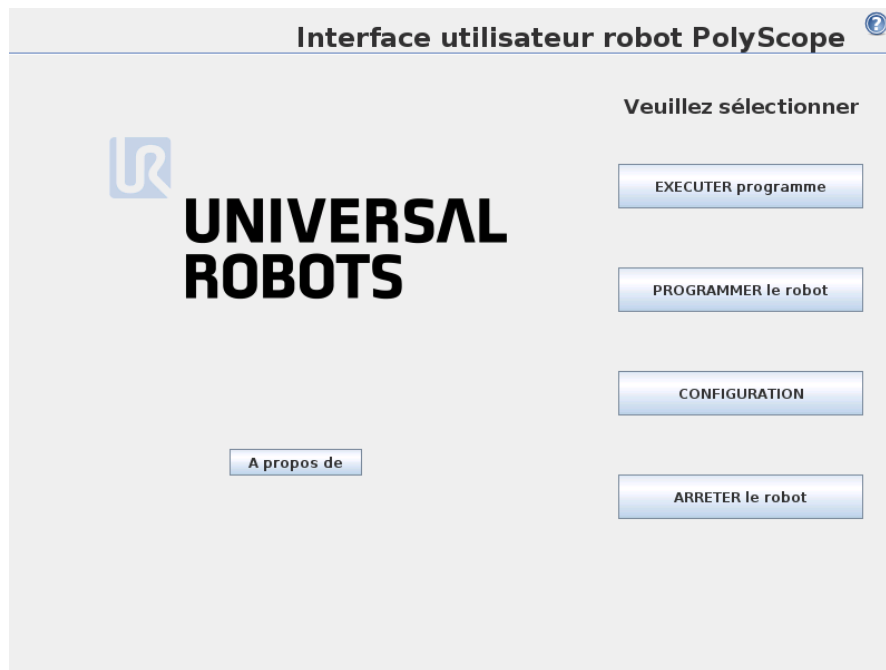 Interface utilisateur robot PolyScope ?
Veuillez sélectionner
UR
UNIVERSAL
ROBOTS
EXECUTER programme
PROGRAMMER le robot
CONFIGURATION
A propos de
ARRETER le robot